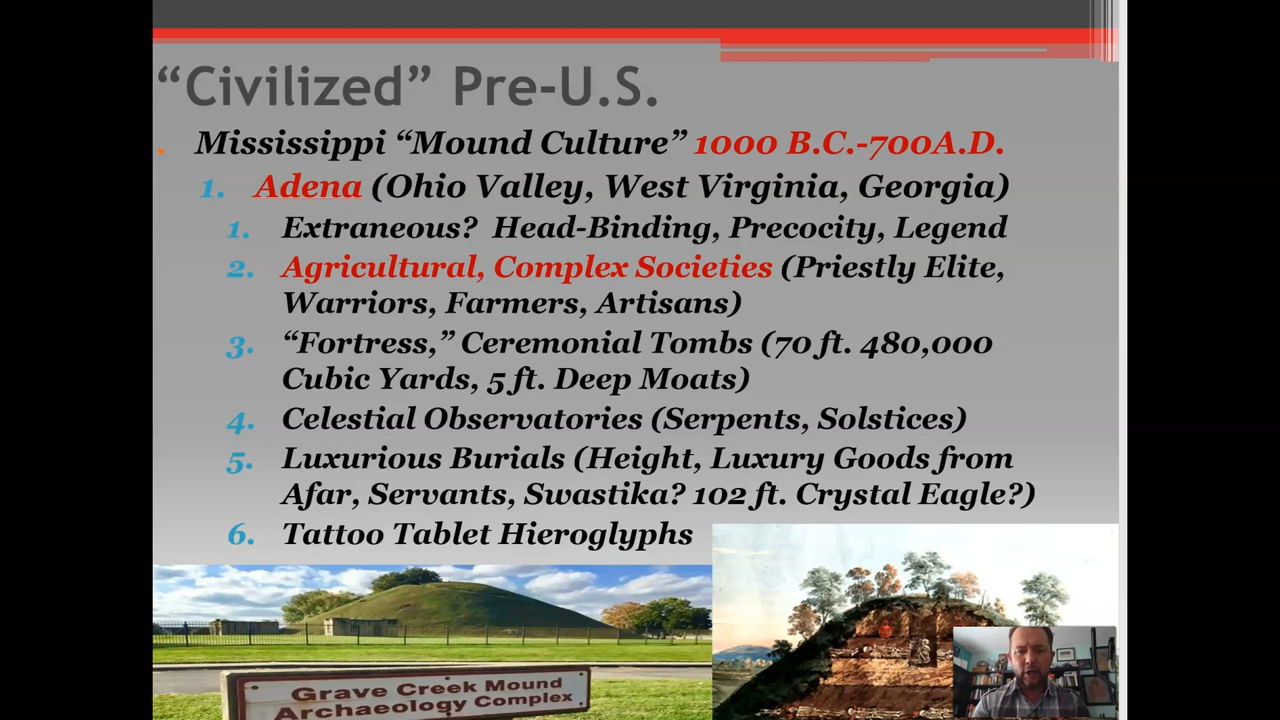 “Civilized” Pre-U.S.
Mississippi “Mound Culture” 1000 B.C.-700A.D.
1. Adena (Ohio Valley, West Virginia, Georgia)
1. Extraneous? Head-Binding, Precocity, Legend
2. Agricultural, Complex Societies (Priestly Elite,
Warriors, Farmers, Artisans)
3. “Fortress,” Ceremonial Tombs (70 ft. 480,000
Cubic Yards, 5 ft. Deep Moats)
4. Celestial Observatories (Serpents, Solstices)
5. Luxurious Burials (Height, Luxury Goods from
Afar, Servants, Swastika? 102 ft. Crystal Eagle?)
6. Tattoo Tablet Hieroglyphs
Grave Creek Mound
Archaeology Complex